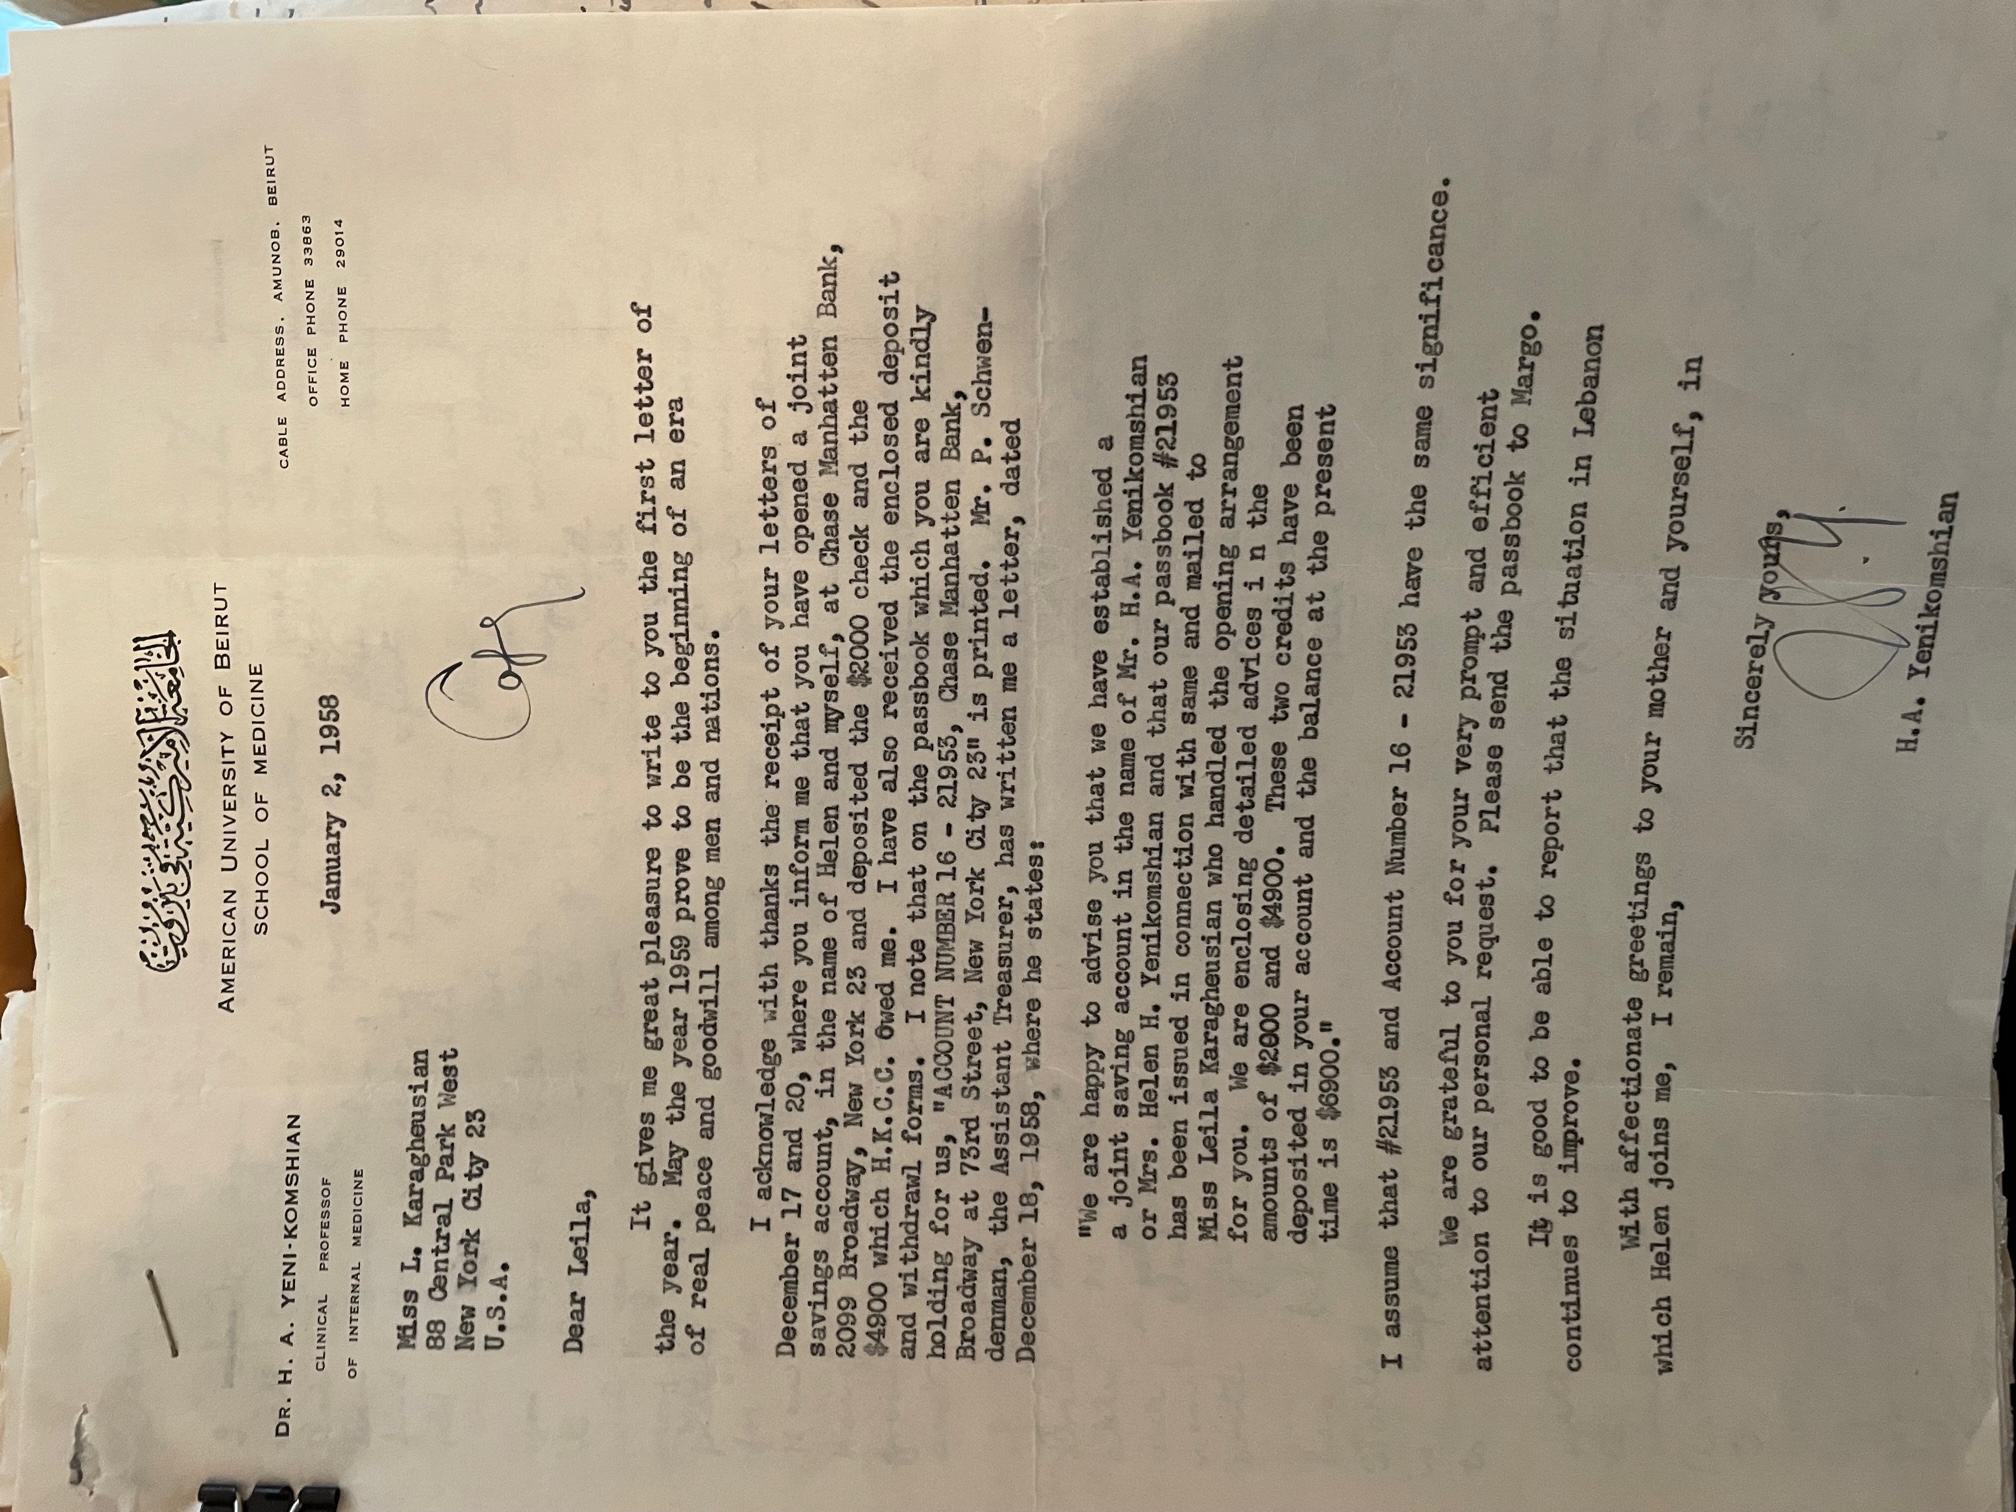 الجامعة الأميركية في بيروت
AMERICAN UNIVERSITY OF BEIRUT
SCHOOL OF MEDICINE
DR. H. A. YENI-KOMSHIAN
CLINICAL PROFESSOF
OF INTERNAL MEDICINE
CABLE ADDRESS, AMUNOB, BEIRUT
OFFICE PHONE 33863
HOME PHONE 29014
January 2, 1958
Miss L. Karagheusian
88 Central Park West
New York City 23
U.S.A.
Dear Leila,
It gives me great pleasure to write to you the first letter of
the year. May the year 1959 prove to be the beginning of an era
of real peace and goodwill among men and nations.
I acknowledge with thanks the receipt of your letters of
December 17 and 20, where you inform me that you have opened a joint
savings account, in the name of Helen and myself, at Chase Manhatten Bank,
2099 Broadway, New York 23 and deposited the $2000 check and the
$4900 which H.K.C.C. Owed me. I have also received the enclosed deposit
and withdrawl forms. I note that on the passbook which you are kindly
holding for us, "ACCOUNT NUMBER 16 - 21953, Chase Manhatten Bank,
Broadway at 73rd Street, New York City 23" is printed. Mr. P. Schwen-
denman, the Assistant Treasurer, has written me a letter, dated
December 18, 1958, where he states:
"We are happy to advise you that we have established a
a joint saving account in the name of Mr. H.A. Yenikomshian
or Mrs. Helen H. Yenikomshian and that our passbook #21953
has been issued in connection with same and mailed to
Miss Leila Karagheusian who handled the opening arrangement
for you. We are enclosing detailed advices i n the
amounts of $2000 and $4900. These two credits have been
deposited in your account and the balance at the present
time is $6900."
I assume that #21953 and Account Number 16 - 21953 have the same significance.
We are grateful to you for your very prompt and efficient
attention to our personal request. Please send the passbook to Margo.
It is good to be able to report that the situation in Lebanon
continues to improve.
With affectionate greetings to your mother and yourself, in
which Helen joins me, I remain,
Sincerely yours,
H.A. Yenikomshian